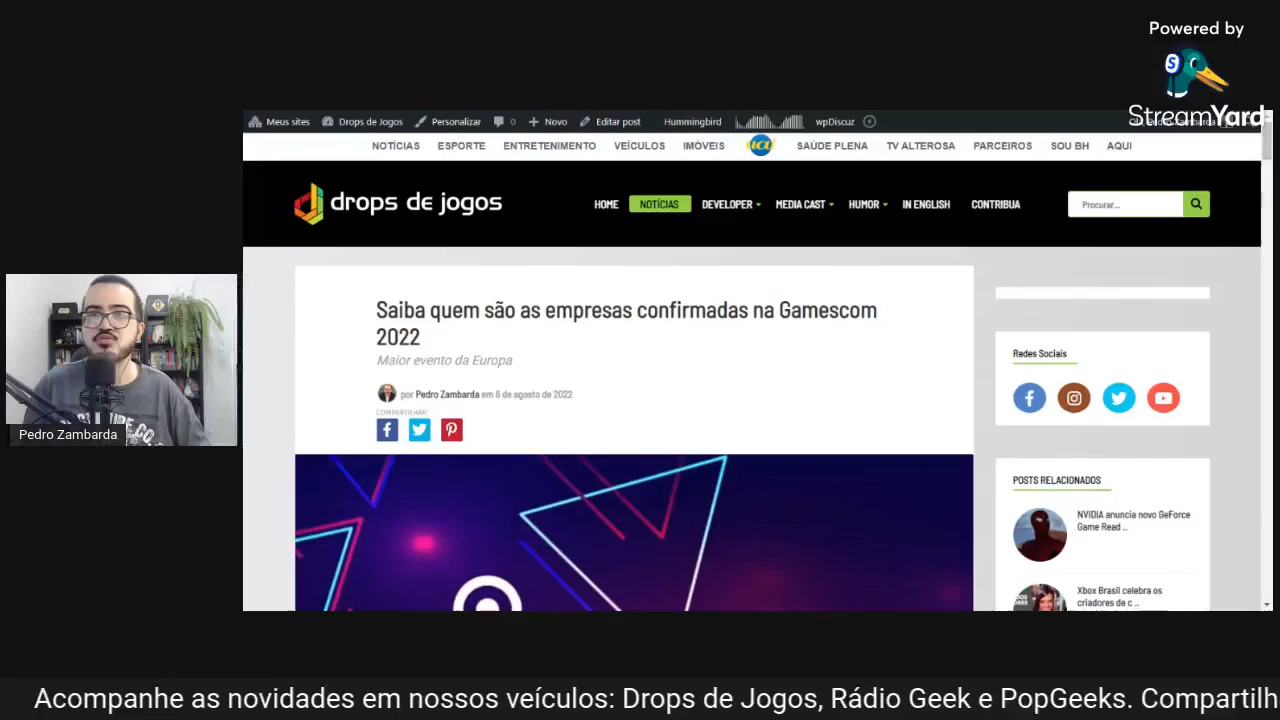 Powered by
S
StreamYard
Meus sites Drops de Jogos Personalizar 0 Novo Editar post Hummingbird wpDiscuz
NOTÍCIAS ESPORTE ENTRETENIMENTO VEÍCULOS IMÓVEIS uai SAÚDE PLENA TV ALTEROSA PARCEIROS SOU BH AQUI
drops de jogos
HOME NOTÍCIAS DEVELOPER MEDIA CAST HUMOR IN ENGLISH CONTRIBUA
Procurar...
Saiba quem são as empresas confirmadas na Gamescom
2022
Maior evento da Europa
por Pedro Zambarda em 6 de agosto de 2022
COMPARTILHAR:
Redes Sociais
POSTS RELACIONADOS
NVIDIA anuncia novo GeForce
Game Read ..
Xbox Brasil celebra os
criadores de c ..
Pedro Zambarda
Acompanhe as novidades em nossos veículos: Drops de Jogos, Rádio Geek e PopGeeks. Compartilh